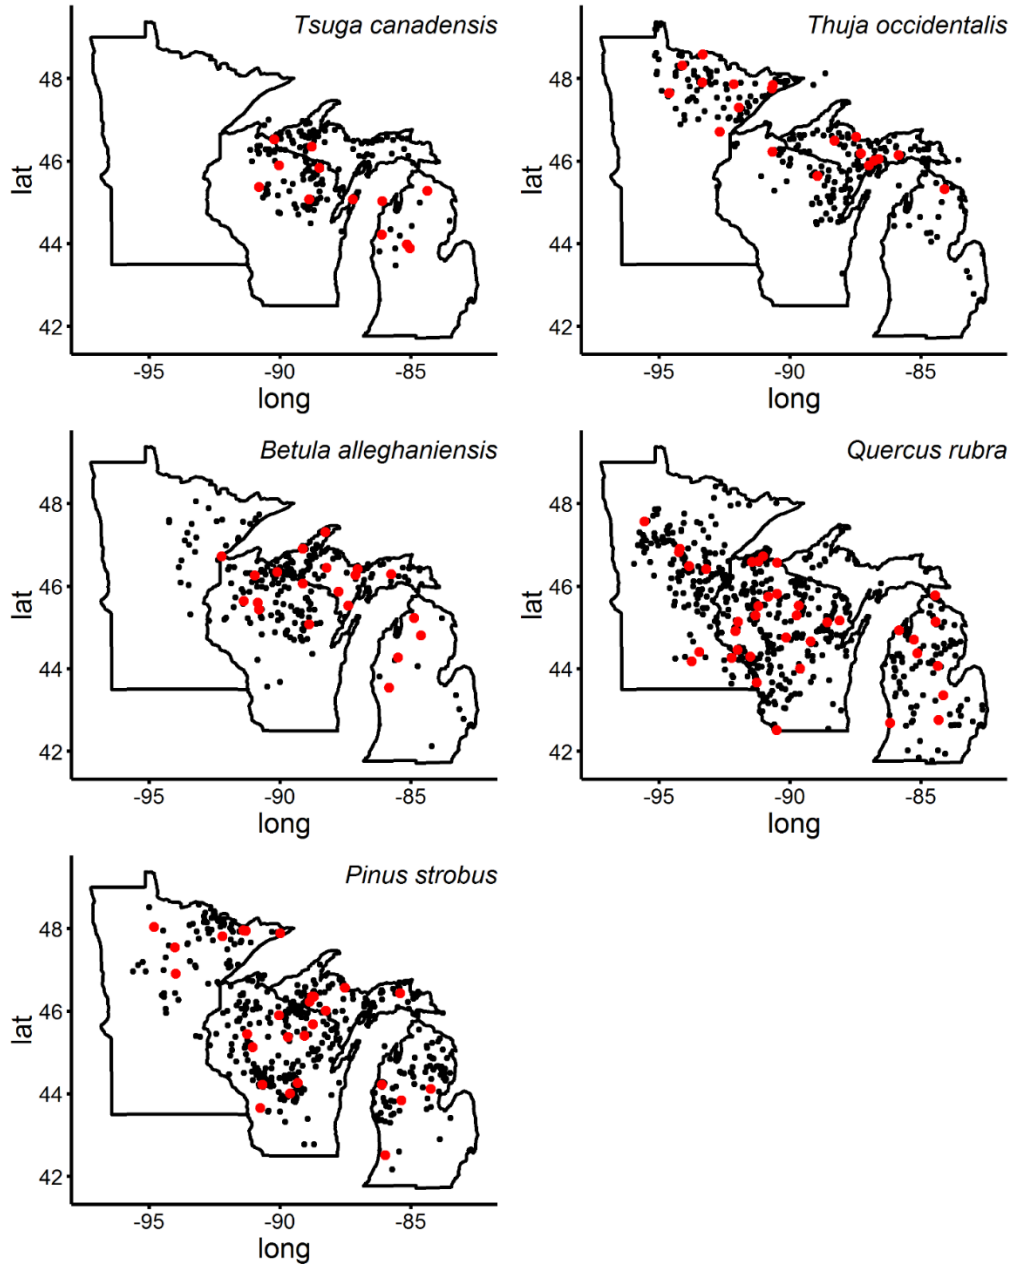 Tsuga canadensis
48
46
44
42
lat
-95 -90 -85
long
Thuja occidentalis
48
46
44
42
lat
-95 -90 -85
long
Betula alleghaniensis
48
46
44
42
lat
-95 -90 -85
long
Quercus rubra
48
46
44
42
lat
-95 -90 -85
long
Pinus strobus
48
46
44
42
lat
-95 -90 -85
long